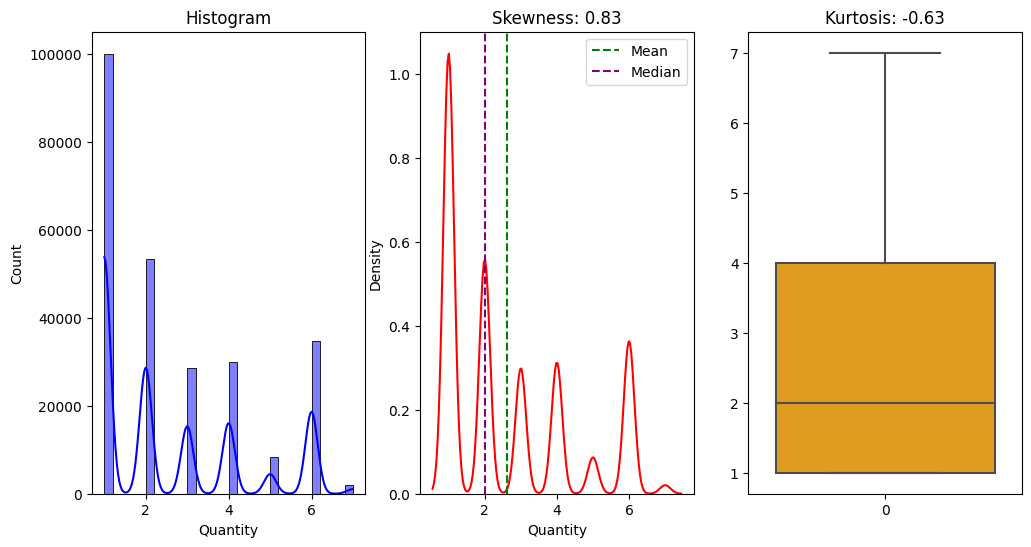 Histogram
Count
100000
80000
60000
40000
20000
0
2
4
6
Quantity
Skewness: 0.83
Mean
Median
Density
1.0
0.8
0.6
0.4
0.2
0.0
2
4
6
Quantity
Kurtosis: -0.63
7
6
5
4
3
2
1
0